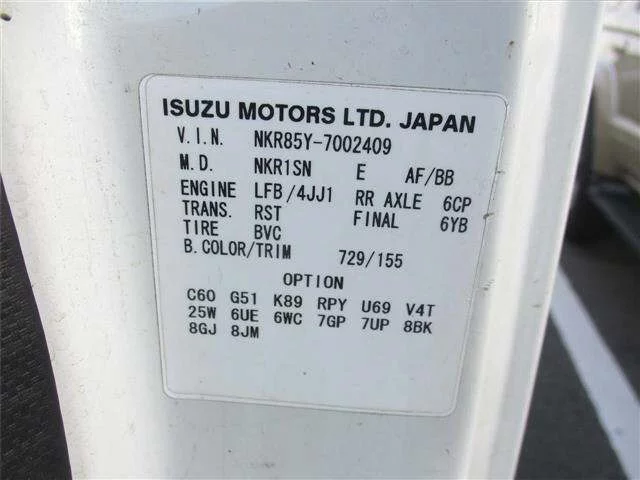 ISUZU MOTORS LTD. JAPAN
V.I.N. NKR85Y-7002409
M.D. NKR1SN E AF/BB
ENGINE LFB/4JJ1 RR AXLE 6CP
TRANS. RST FINAL 6YB
TIRE BVC
B.COLOR/TRIM 729/155
OPTION
C60 G51 K89 RPY U69 V4T
25W 6UE 6WC 7GP 7UP 8BK
8GJ 8JM